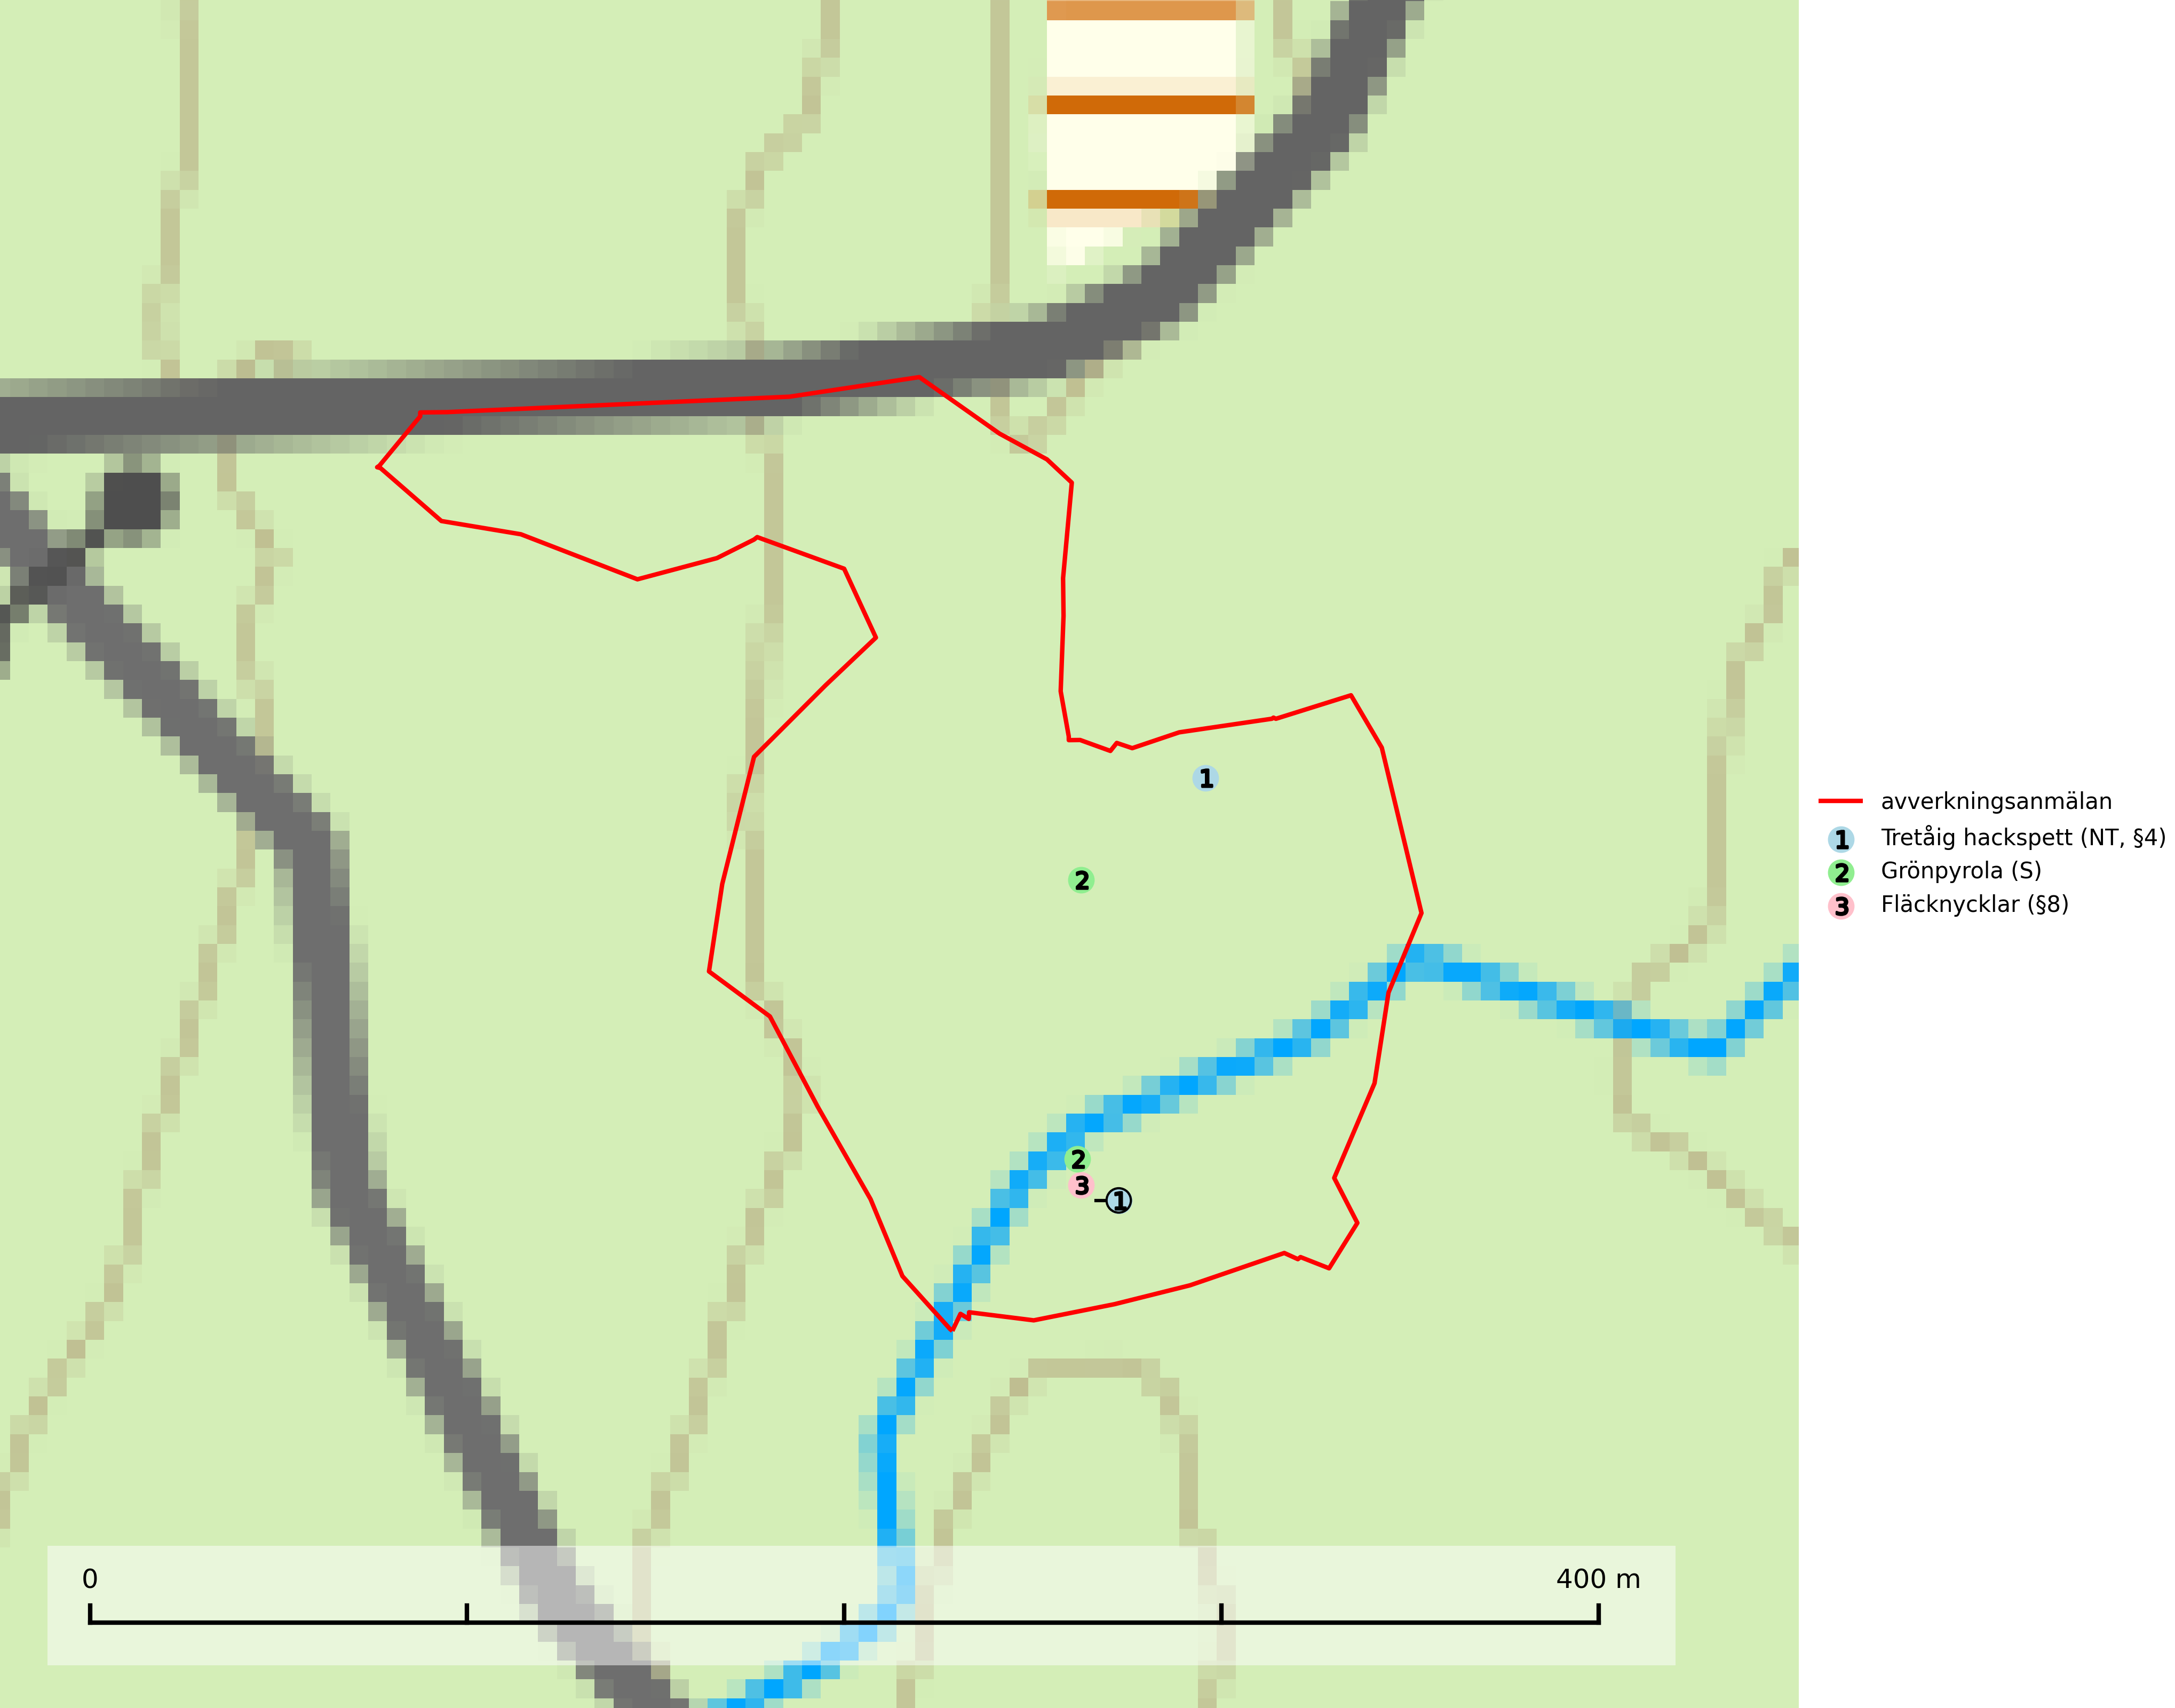 1
2
2
3
1
0
400 m
avverkningsanmälan
1 Tretåig hackspett (NT, §4)
2 Grönpyrola (S)
3 Fläcknycklar (§8)